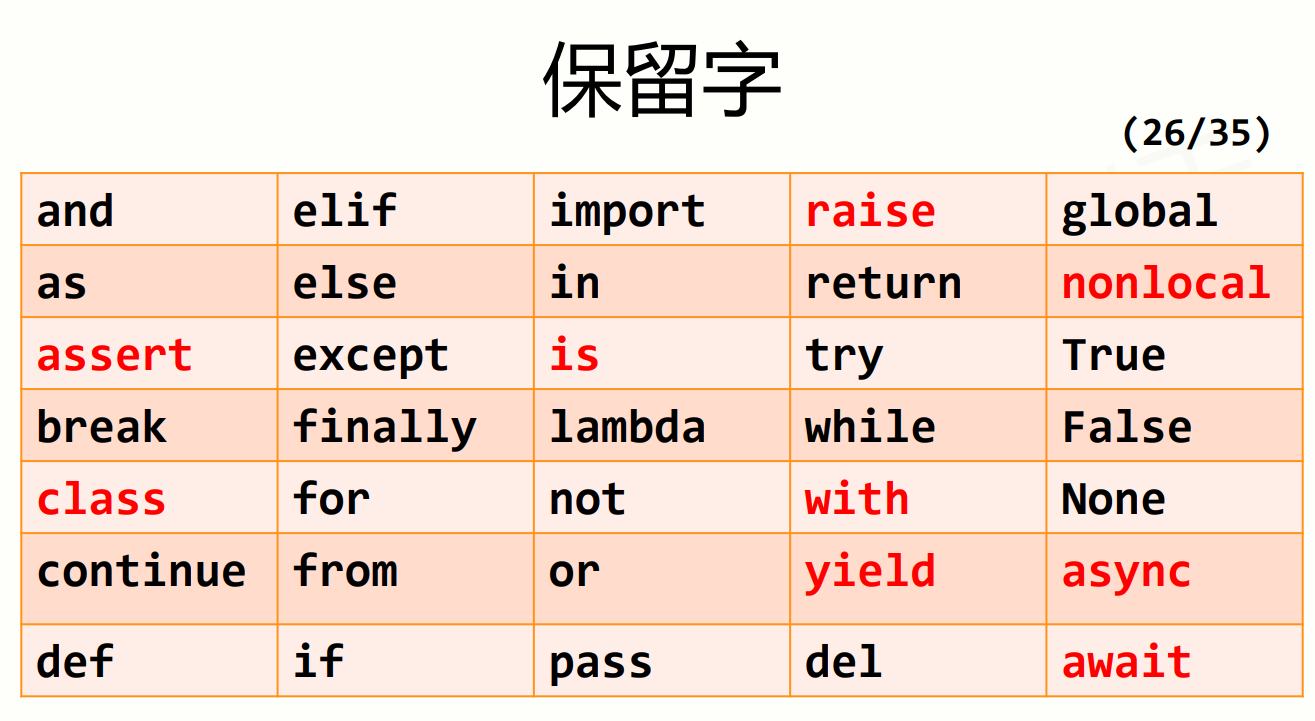 保留字
(26/35)
and elif import raise global
as else in return nonlocal
assert except is try True
break finally lambda while False
class for not with None
continue from or yield async
def if pass del await